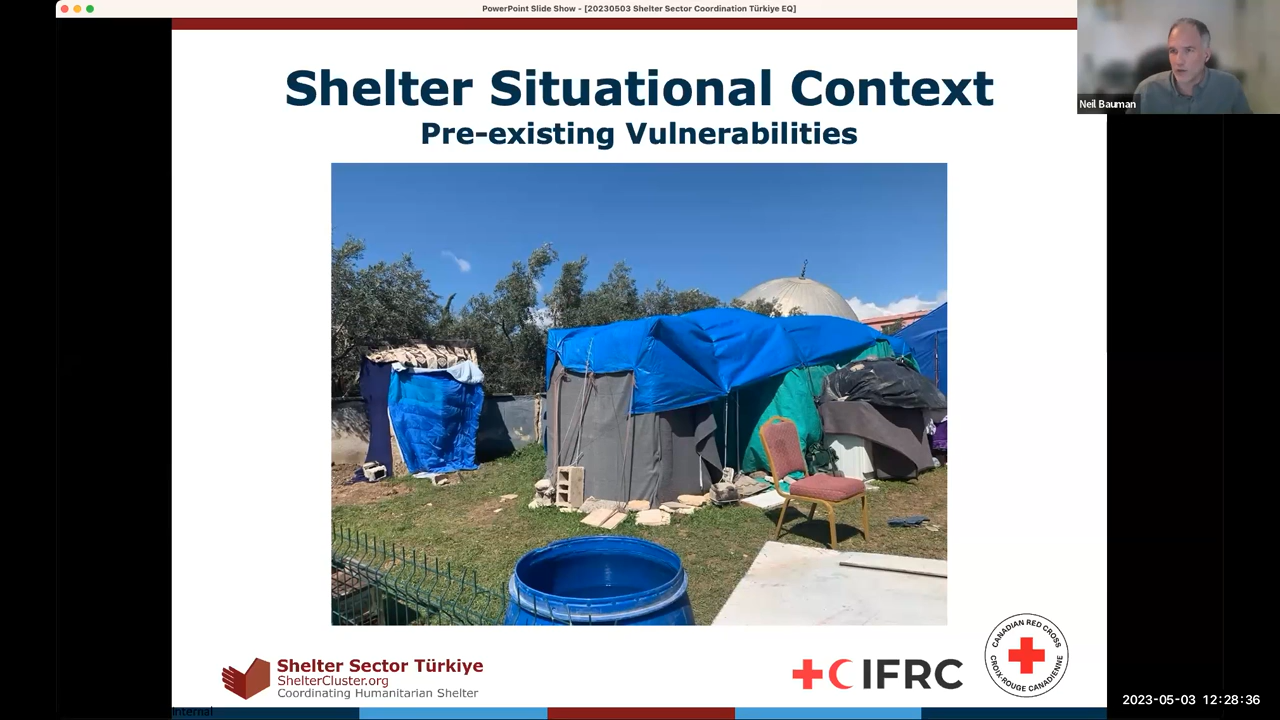 PowerPoint Slide Show - [20230503 Shelter Sector Coordination Türkiye EQ]
Shelter Situational Context
Pre-existing Vulnerabilities
Neil Bauman
Shelter Sector Türkiye
ShelterCluster.org
Coordinating Humanitarian Shelter
IFRC
CANADIAN RED CROSS
CROIX-ROUGE CANADIENNE
2023-05-03 12:28:36
Internal